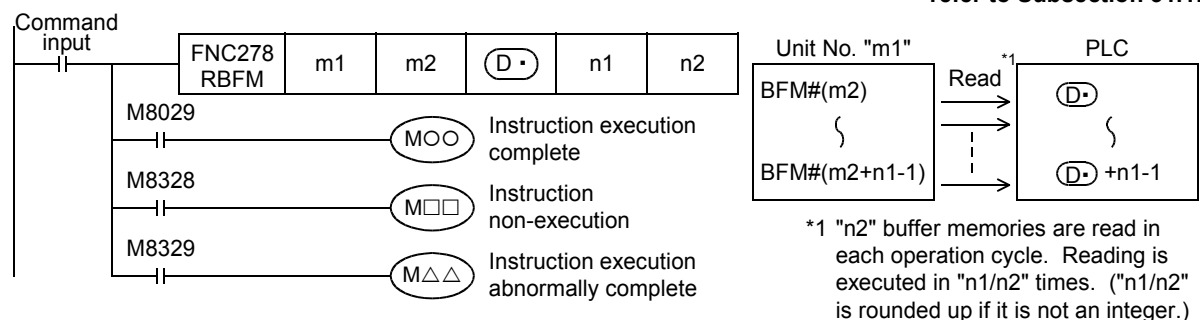 Command
input
FNC278
RBFM
m1
m2
D·
n1
n2
M8029
M○○
Instruction execution
complete
M8328
M□□
Instruction
non-execution
M8329
M△△
Instruction execution
abnormally complete
Unit No. "m1"
PLC
BFM#(m2)
Read
*1
D·
BFM#(m2+n1-1)
D· +n1-1
*1 "n2" buffer memories are read in
each operation cycle. Reading is
executed in "n1/n2" times. ("n1/n2"
is rounded up if it is not an integer.)